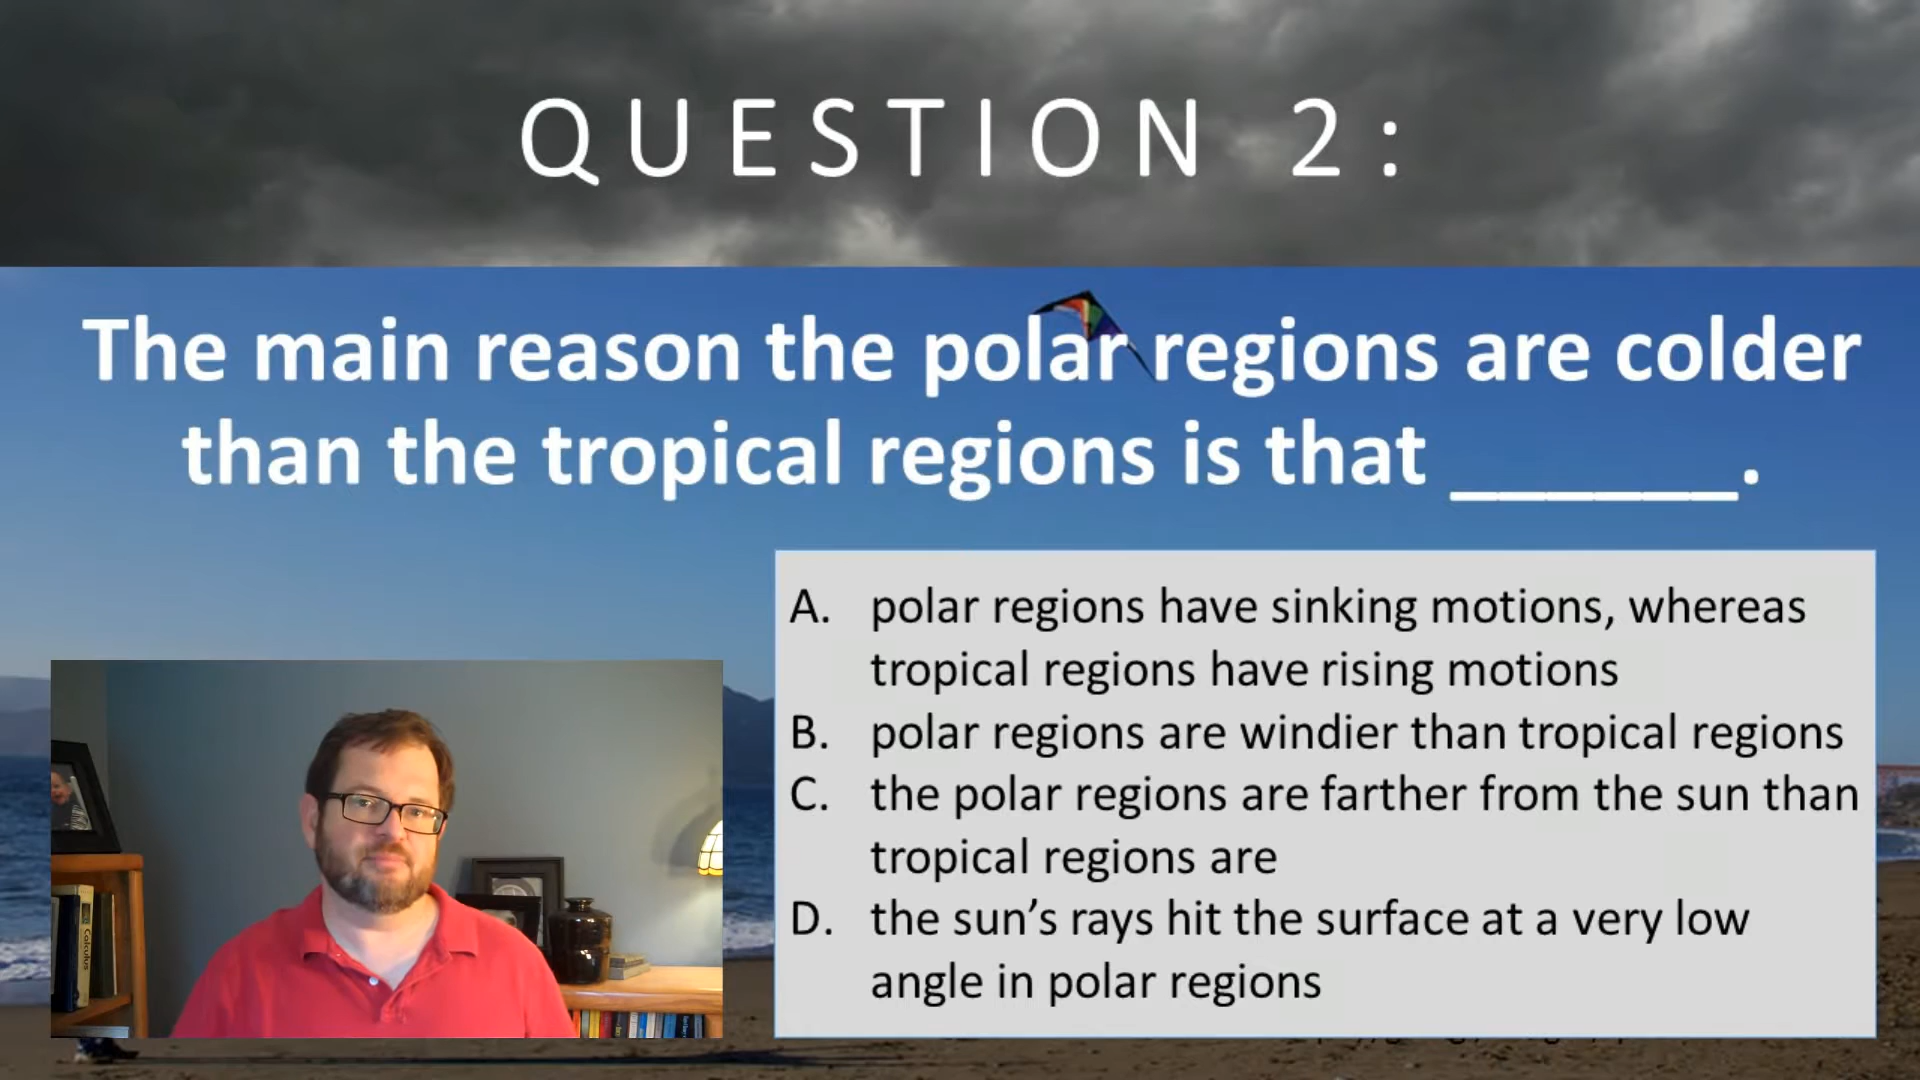 QUESTION 2:
The main reason the polar regions are colder
than the tropical regions is that ______.
A. polar regions have sinking motions, whereas
tropical regions have rising motions
B. polar regions are windier than tropical regions
C. the polar regions are farther from the sun than
tropical regions are
D. the sun’s rays hit the surface at a very low
angle in polar regions
Calculus